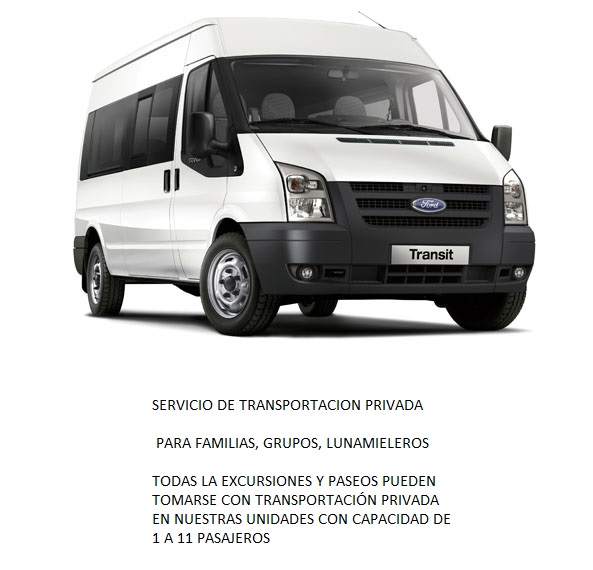 Ford
Transit
SERVICIO DE TRANSPORTACION PRIVADA
PARA FAMILIAS, GRUPOS, LUNAMIELEROS
TODAS LA EXCURSIONES Y PASEOS PUEDEN
TOMARSE CON TRANSPORTACIÓN PRIVADA
EN NUESTRAS UNIDADES CON CAPACIDAD DE
1 A 11 PASAJEROS